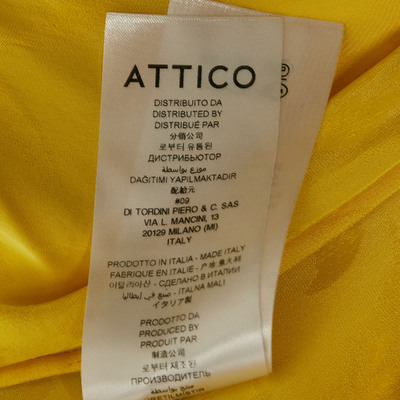 ATTICO
DISTRIBUITO DA
DISTRIBUTED BY
DISTRIBUÉ PAR
分销公司
로부터 유통된
ДИСТРИБЬЮТОР
موزع بواسطة
DAĞITIMI YAPILMAKTADIR
配給元
#09
DI TORDINI PIERO & C. SAS
VIA L. MANCINI, 13
20129 MILANO (MI)
ITALY
PRODOTTO IN ITALIA - MADE ITALY
FABRIQUE EN ITALIE - 产地 意大利
이탈리아산 - СДЕЛАНО В ИТАЛИИ
صنع في إيطاليا - ITALNA MALI
イタリア製
PRODOTTO DA
PRODUCED BY
PRODUIT PAR
制造公司
로부터 제조된
ПРОИЗВОДИТЕЛЬ